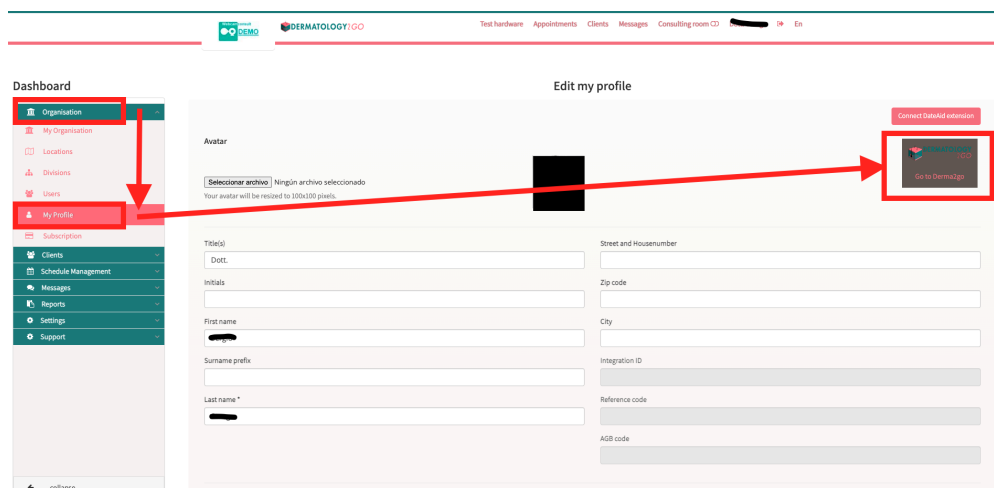 DEMO
DERMATOLOGY2GO
Test hardware Appointments Clients Messages Consulting room En
Dashboard
Edit my profile
Organisation
My Organisation
Locations
Divisions
Users
My Profile
Subscription
Clients
Schedule Management
Messages
Reports
Settings
Support
collapse
Connect DateAid extension
Go to Derma2go
Avatar
Seleccionar archivo Ningún archivo seleccionado
Your avatar will be resized to 100x100 pixels.
Title(s)
Dott.
Initials
First name
Surname prefix
Last name *
Street and Housenumber
Zip code
City
Integration ID
Reference code
AGB code